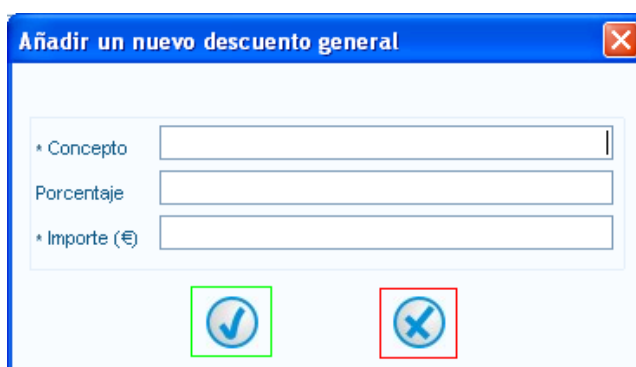 Añadir un nuevo descuento general
* Concepto
Porcentaje
* Importe (€)